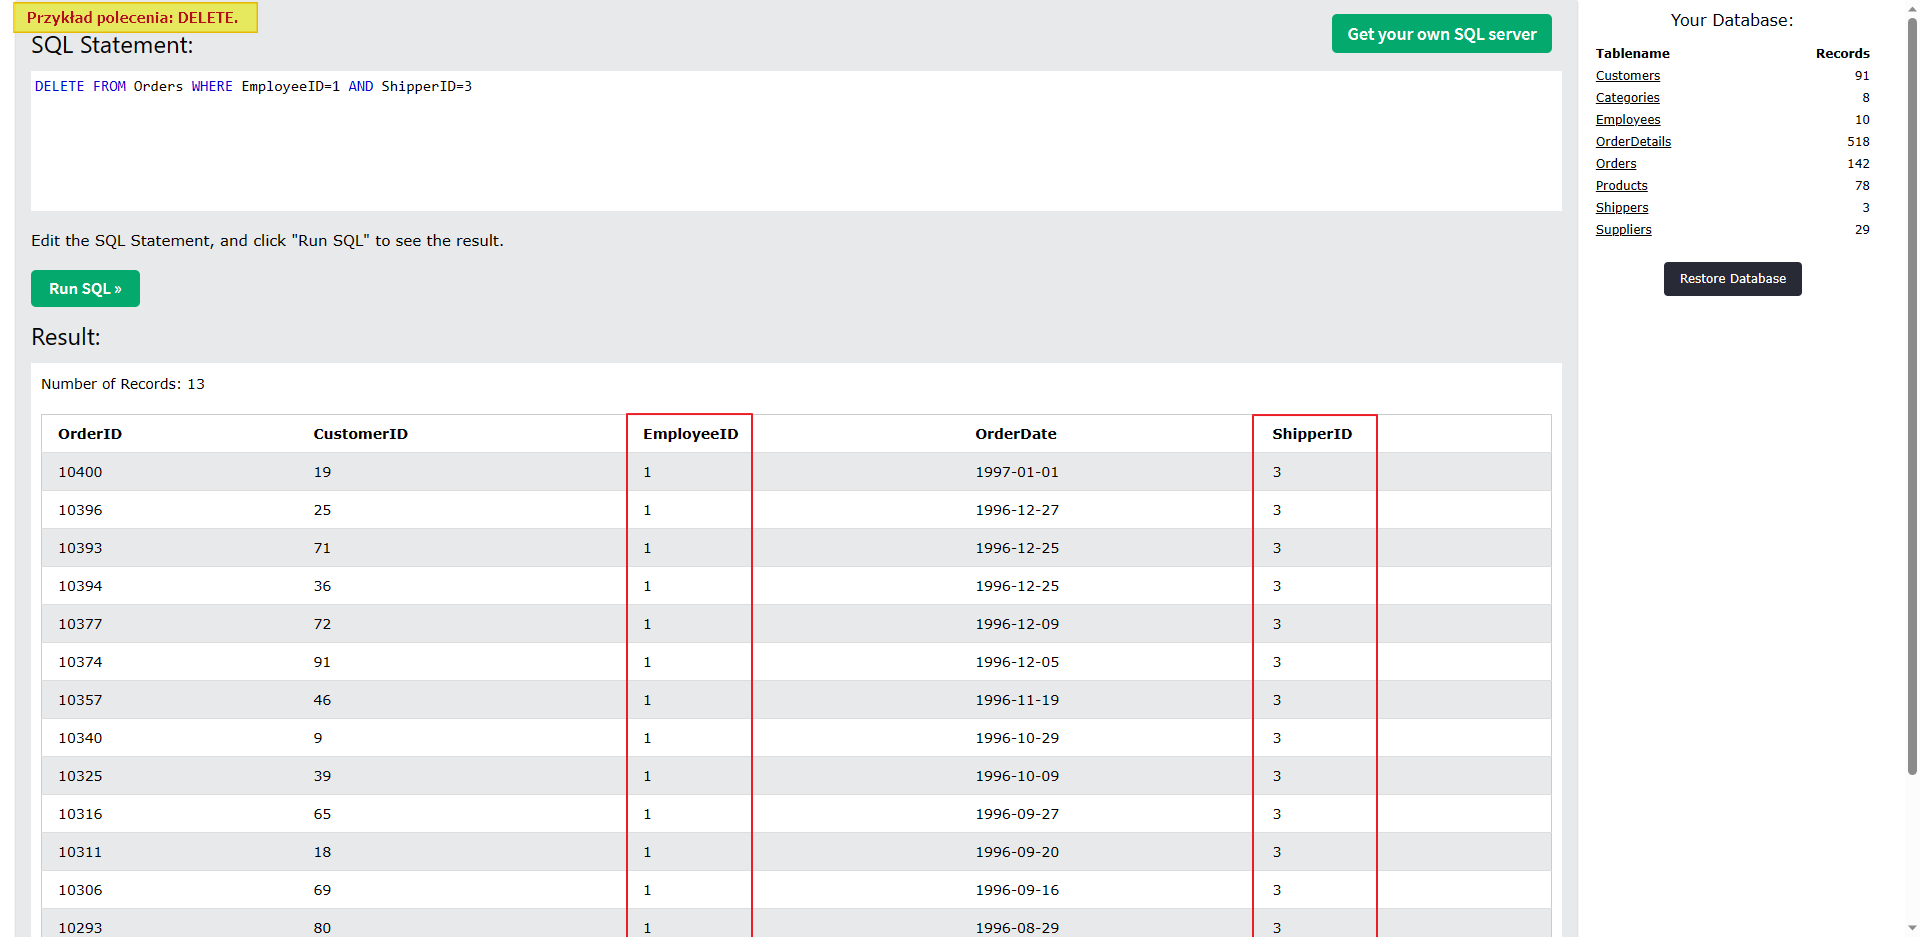 Przykład polecenia: DELETE.
SQL Statement:
Get your own SQL server
DELETE FROM Orders WHERE EmployeeID=1 AND ShipperID=3
Edit the SQL Statement, and click "Run SQL" to see the result.
Run SQL »
Result:
Number of Records: 13
OrderID CustomerID EmployeeID OrderDate ShipperID
10400 19 1 1997-01-01 3
10396 25 1 1996-12-27 3
10393 71 1 1996-12-25 3
10394 36 1 1996-12-25 3
10377 72 1 1996-12-09 3
10374 91 1 1996-12-05 3
10357 46 1 1996-11-19 3
10340 9 1 1996-10-29 3
10325 39 1 1996-10-09 3
10316 65 1 1996-09-27 3
10311 18 1 1996-09-20 3
10306 69 1 1996-09-16 3
10293 80 1 1996-08-29 3
Your Database:
Tablename Records
Customers 91
Categories 8
Employees 10
OrderDetails 518
Orders 142
Products 78
Shippers 3
Suppliers 29
Restore Database